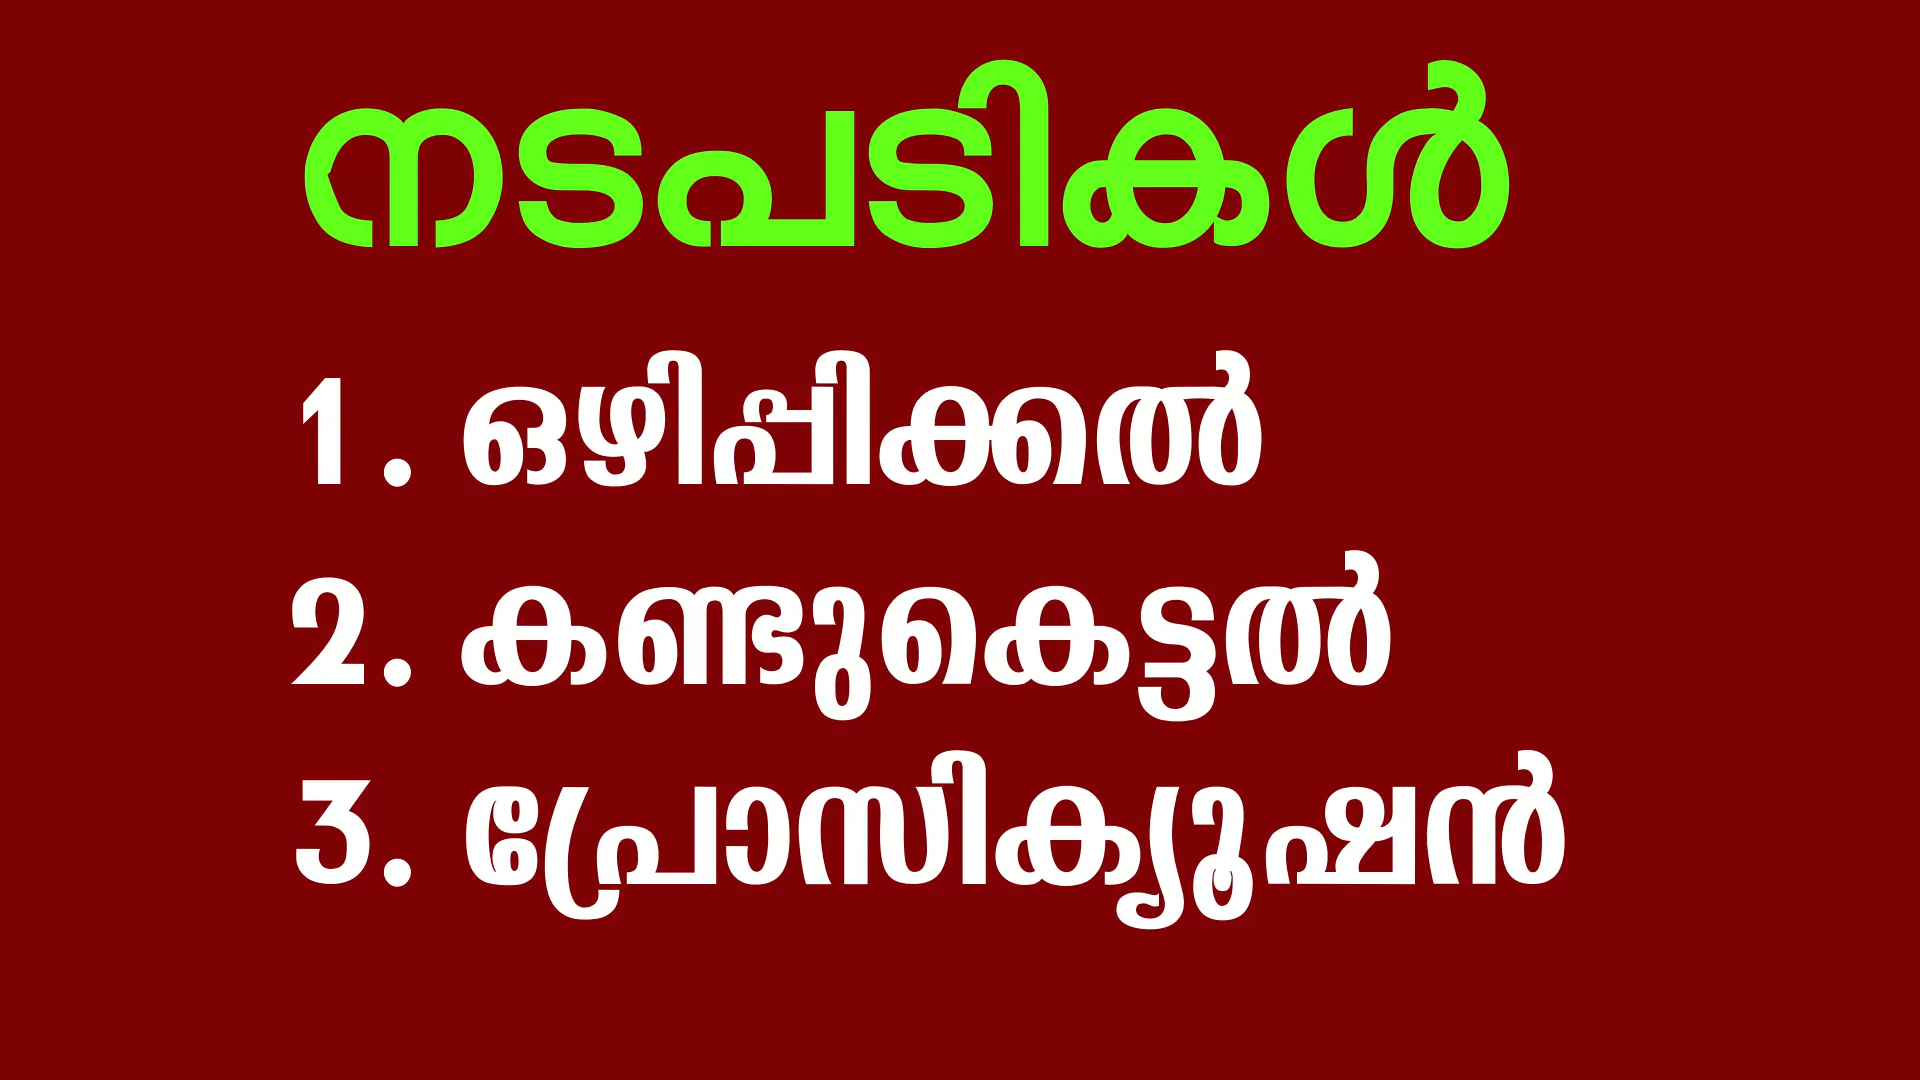 നടപടികൾ
1. ഒഴിപ്പിക്കൽ
2. കണ്ടുകെട്ടൽ
3. പ്രോസിക്യൂഷൻ